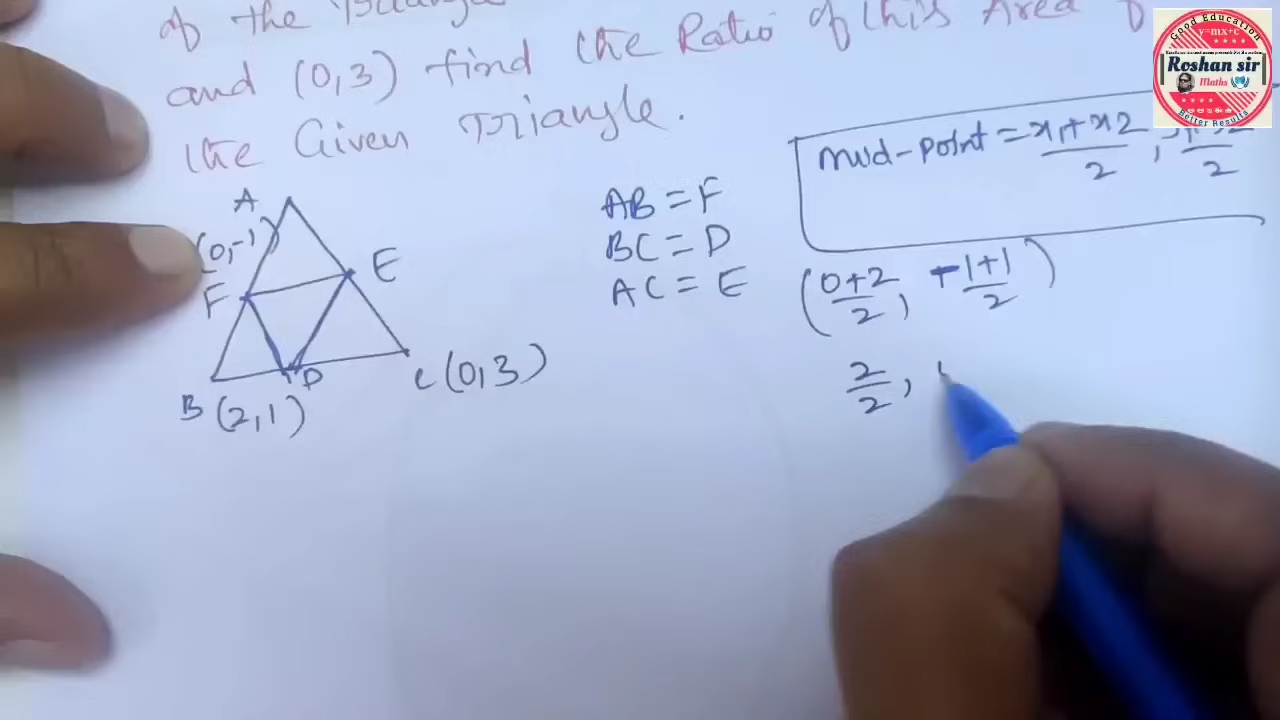 of the Triangle
and (0,3) find the Ratio of this Area
the Given Triangle.
A
(0,-1)
F
E
D
B (2,1)
C (0,3)
AB = F
BC = D
AC = E
mid-point = x1+x2/2,
(0+2/2, -1+1/2)
2/2,
Good Education
y=mx+c
Roshan sir
Maths
Better Results